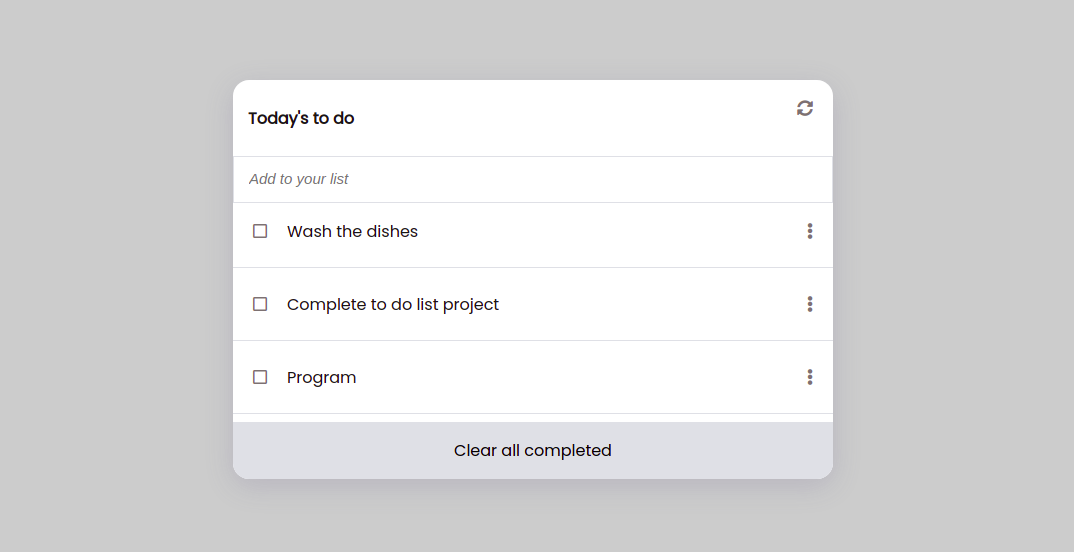 Today's to do
Add to your list
Wash the dishes
Complete to do list project
Program
Clear all completed